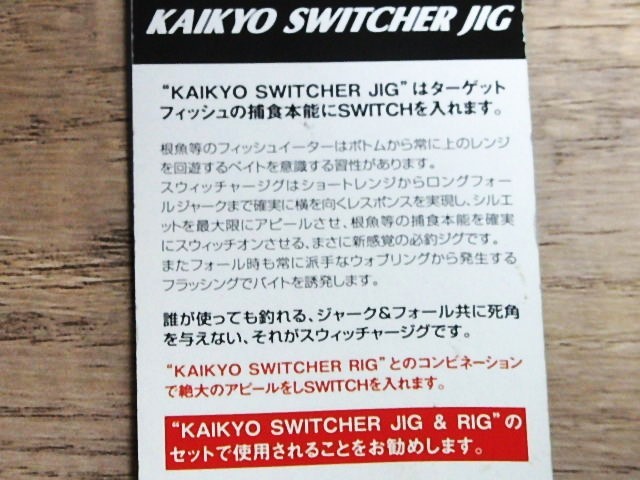 KAIKYO SWITCHER JIG
“KAIKYO SWITCHER JIG”はターゲット
フィッシュの捕食本能にSWITCHを入れます。
根魚等のフィッシュイーターはボトムから常に上のレンジ
を回遊するベイトを意識する習性があります。
スウィッチャージグはショートレンジからロングフォー
ルジャークまで確実に横を向くレスポンスを実現し、シルエ
ットを最大限にアピールさせ、根魚等の捕食本能を確実
にスウィッチオンさせる、まさに新感覚の必釣ジグです。
またフォール時も常に派手なウォブリングから発生する
フラッシングでバイトを誘発します。
誰が使っても釣れる、ジャーク&フォール共に死角
を与えない、それがスウィッチャージグです。
“KAIKYO SWITCHER RIG”とのコンビネーション
で絶大のアピールをしSWITCHを入れます。
“KAIKYO SWITCHER JIG & RIG”の
セットで使用されることをお勧めします。